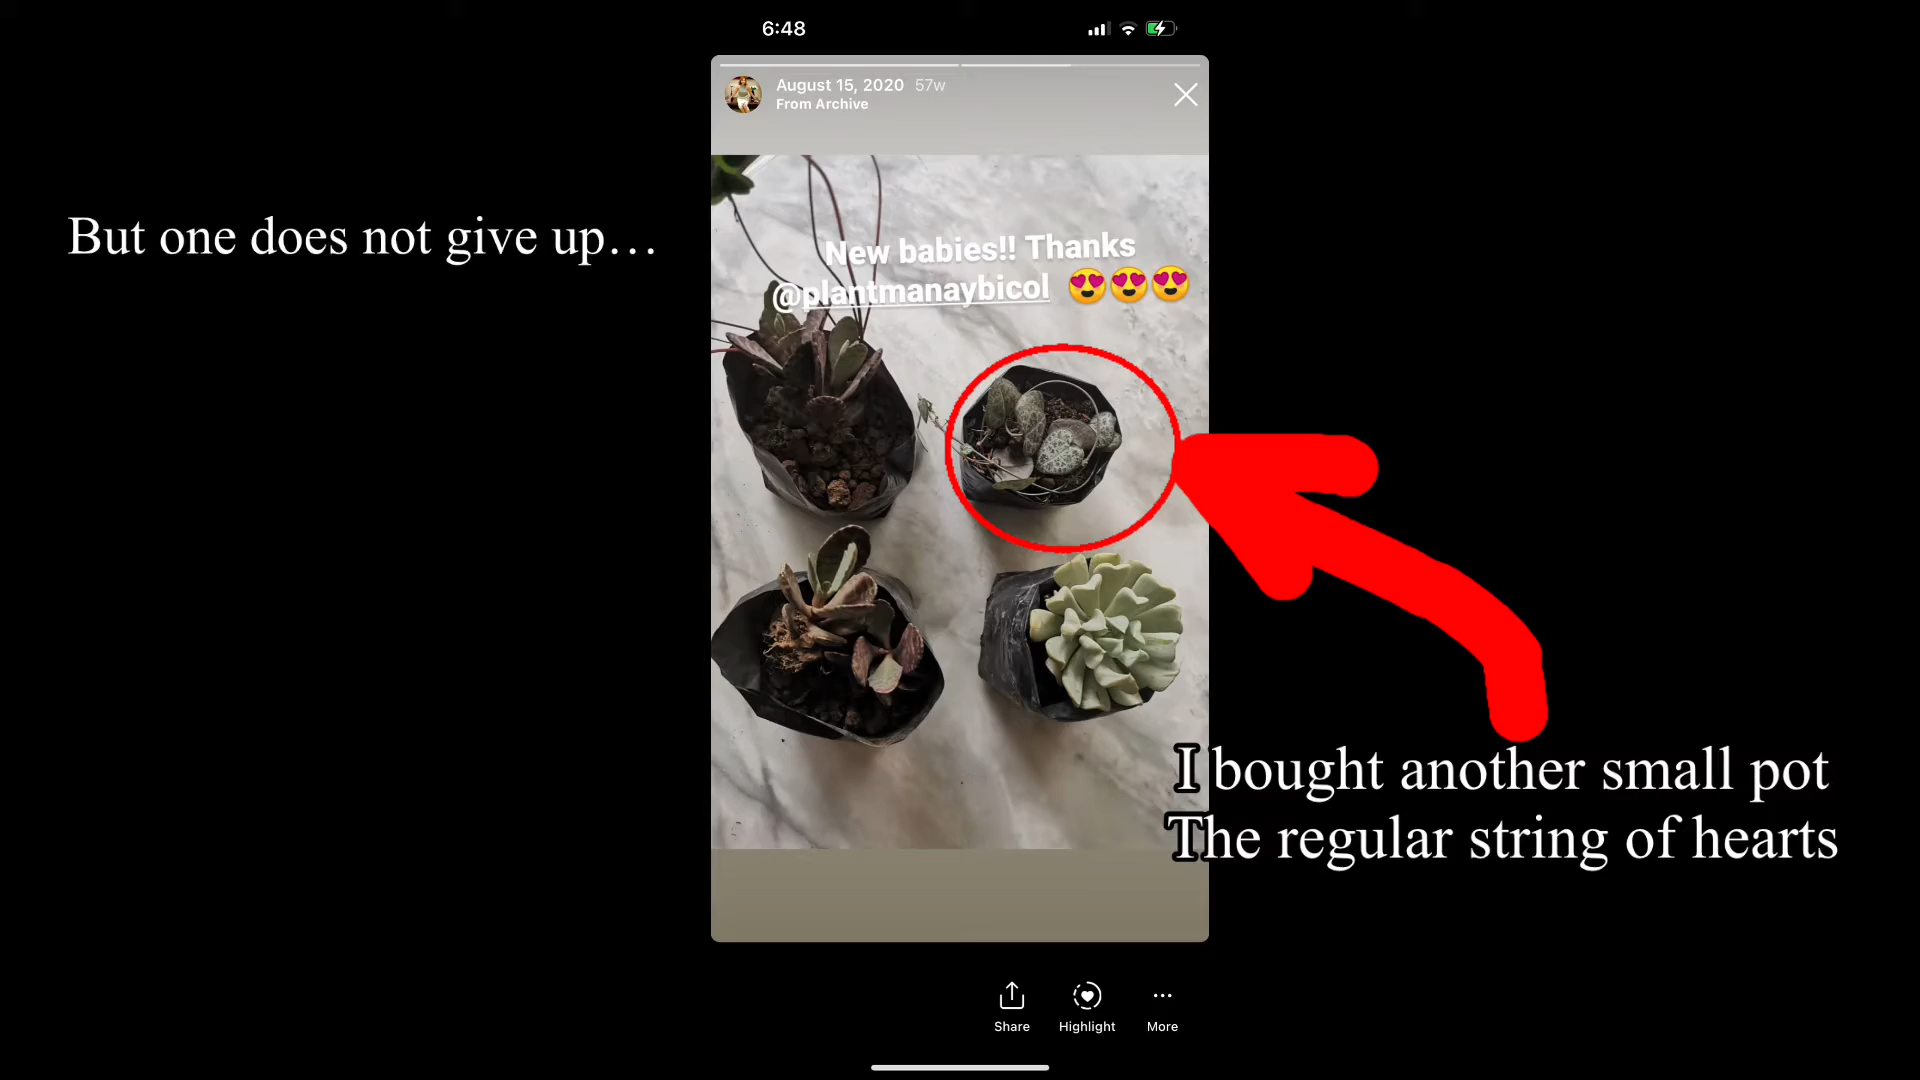 6:48
August 15, 2020 57w
From Archive
But one does not give up…
New babies!! Thanks
@plantmanaybicol 😍😍😍
I bought another small pot
The regular string of hearts
Share Highlight More